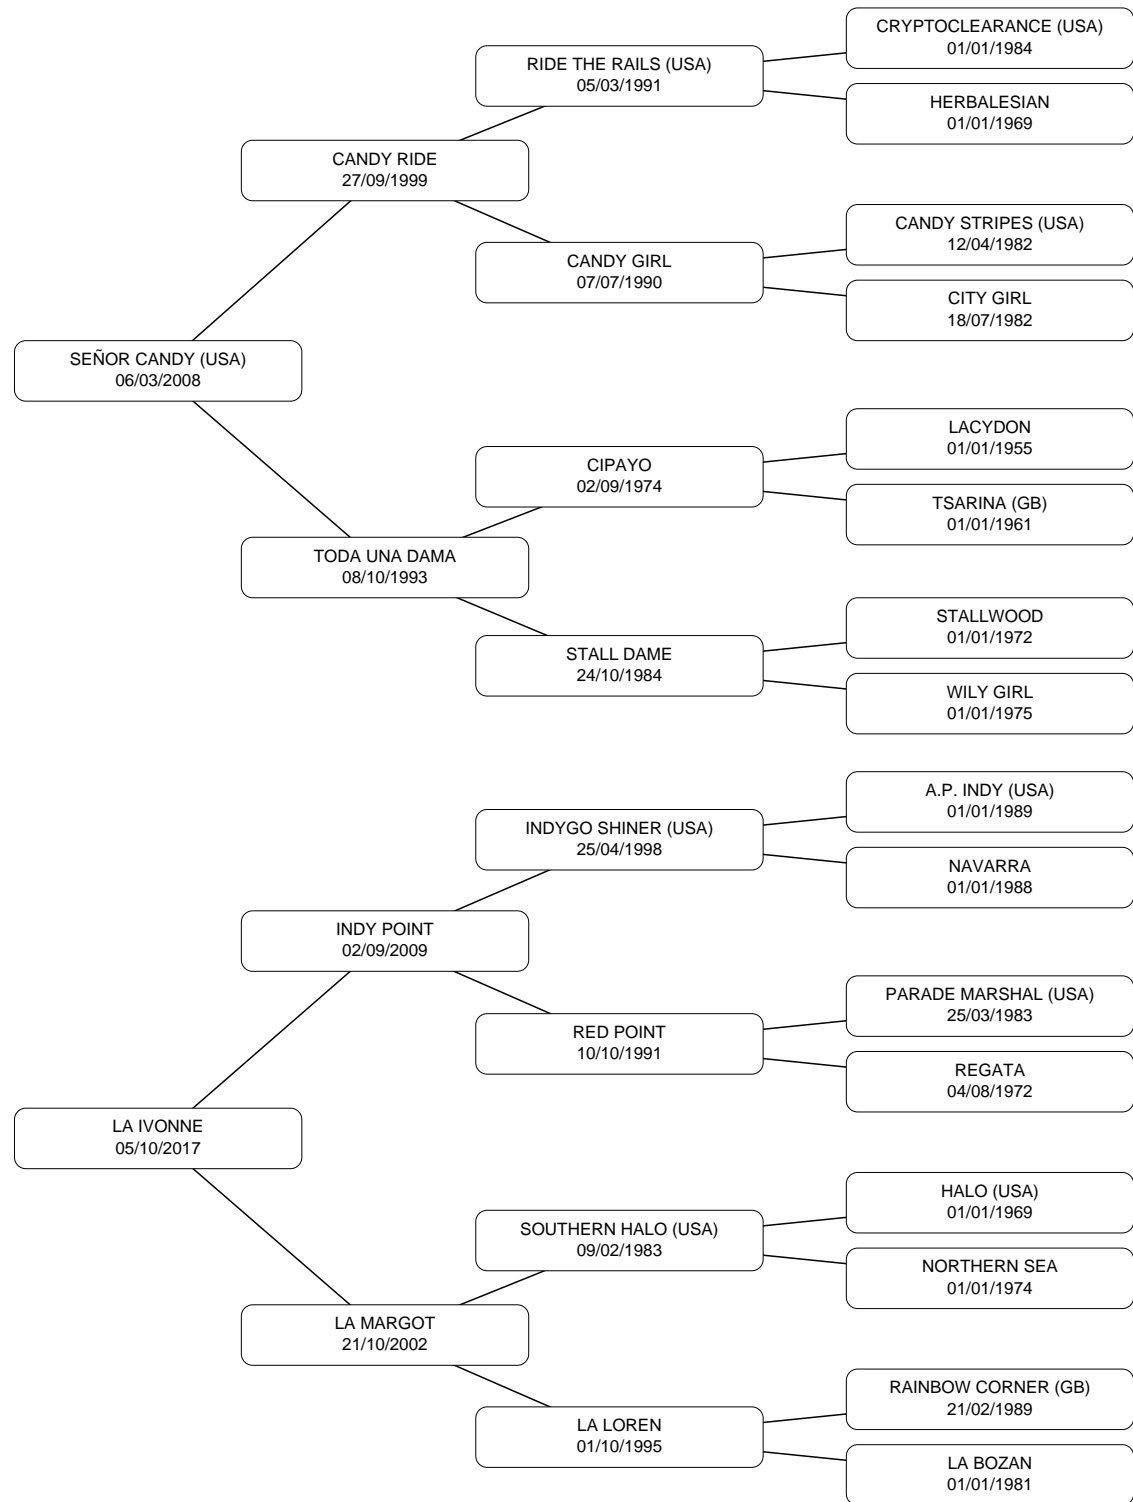 CRYPTOCLEARANCE (USA)
01/01/1984
RIDE THE RAILS (USA)
05/03/1991
HERBALESIAN
01/01/1969
CANDY RIDE
27/09/1999
CANDY STRIPES (USA)
12/04/1982
CANDY GIRL
07/07/1990
CITY GIRL
18/07/1982
SEÑOR CANDY (USA)
06/03/2008
LACYDON
01/01/1955
CIPAYO
02/09/1974
TSARINA (GB)
01/01/1961
TODA UNA DAMA
08/10/1993
STALLWOOD
01/01/1972
STALL DAME
24/10/1984
WILY GIRL
01/01/1975
A.P. INDY (USA)
01/01/1989
INDYGO SHINER (USA)
25/04/1998
NAVARRA
01/01/1988
INDY POINT
02/09/2009
PARADE MARSHAL (USA)
25/03/1983
RED POINT
10/10/1991
REGATA
04/08/1972
LA IVONNE
05/10/2017
HALO (USA)
01/01/1969
SOUTHERN HALO (USA)
09/02/1983
NORTHERN SEA
01/01/1974
LA MARGOT
21/10/2002
RAINBOW CORNER (GB)
21/02/1989
LA LOREN
01/10/1995
LA BOZAN
01/01/1981